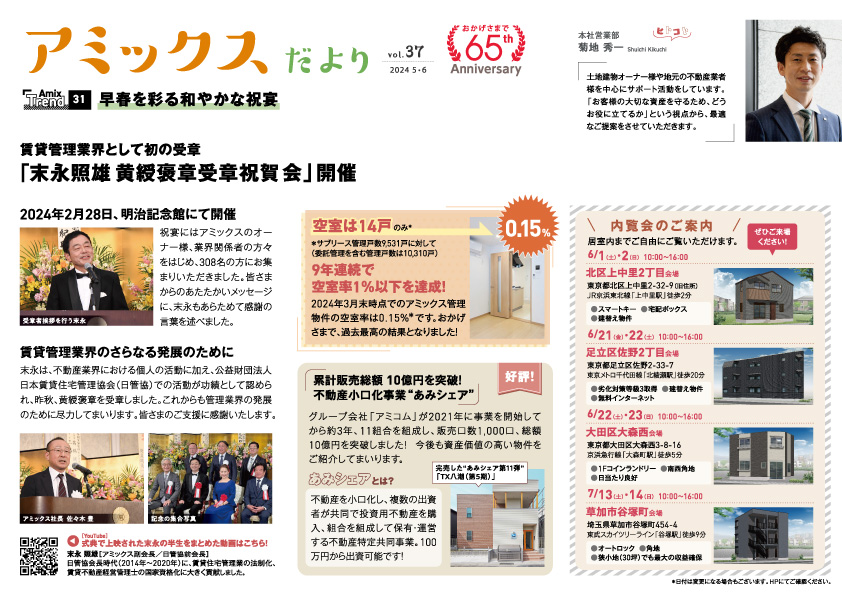 アミックスだより
vol.37
2024 5・6
おかげさまで
65th
Anniversary
Amix Trend 31 早春を彩る和やかな祝宴
本社営業部
菊地 秀一 Shuichi Kikuchi
ヒトコト
土地建物オーナー様や地元の不動産業者
様を中心にサポート活動をしています。
「お客様の大切な資産を守るため、どう
お役に立てるか」という視点から、最適
なご提案をさせていただきます。
賃貸管理業界として初の受章
「末永照雄 黄綬褒章受章祝賀会」開催
2024年2月28日、明治記念館にて開催
祝宴にはアミックスのオー
ナー様、業界関係者の方々
をはじめ、308名の方にお集
まりいただきました。皆さま
からのあたたかいメッセージ
に、末永もあらためて感謝の
言葉を述べました。
受章者挨拶を行う末永
賃貸管理業界のさらなる発展のために
末永は、不動産業界における個人の活動に加え、公益財団法人
日本賃貸住宅管理協会(日管協)での活動が功績として認めら
れ、昨秋、黄綬褒章を受章しました。これからも管理業界の発展
のために尽力してまいります。皆さまのご支援に感謝いたします。
アミックス社長 佐々木 豊
記念の集合写真
[YouTube]
式典で上映された末永の半生をまとめた動画はこちら!
末永 照雄[アミックス副会長/日管協前会長]
日管協会長時代(2014年〜2020年)に、賃貸住宅管理業の法制化、
賃貸不動産経営管理士の国家資格化に大きく貢献しました。
空室は14戸のみ*
0.15%
*サブリース管理戸数9,531戸に対して
(委託管理を含む管理戸数は10,310戸)
9年連続で
空室率1%以下を達成!
2024年3月末時点でのアミックス管理
物件の空室率は0.15%*です。おかげ
さまで、過去最高の結果となりました!
累計販売総額 10億円を突破!
不動産小口化事業“あみシェア”
好評!
グループ会社「アミコム」が2021年に事業を開始して
から約3年、11組合を組成し、販売口数1,000口、総額
10億円を突破しました! 今後も資産価値の高い物件を
ご紹介してまいります。
あみシェアとは?
不動産を小口化し、複数の出資
者が共同で投資用不動産を購
入、組合を組成して保有・運営
する不動産特定共同事業。100
万円から出資可能です!
完売した“あみシェア第11弾”
「TX八潮(第5期)」
内覧会のご案内
居室内までご自由にご覧いただけます。
ぜひご来場
ください!
6/1(土)・2(日) 10:00〜16:00
北区上中里2丁目会場
東京都北区上中里2-32-9(旧住所)
JR京浜東北線「上中里駅」徒歩2分
●スマートキー ●宅配ボックス
●建替え物件
6/21(金)・22(土) 10:00〜16:00
足立区佐野2丁目会場
東京都足立区佐野2-33-7
東京メトロ千代田線「北綾瀬駅」徒歩20分
●劣化対策等級3取得 ●建替え物件
●無料インターネット
6/22(土)・23(日) 10:00〜16:00
大田区大森西会場
東京都大田区大森西3-8-16
京浜急行線「大森町駅」徒歩5分
●1Fコインランドリー ●南西角地
●日当たり良好
7/13(土)・14(日) 10:00〜16:00
草加市谷塚町会場
埼玉県草加市谷塚町454-4
東武スカイツリーライン「谷塚駅」徒歩9分
●オートロック ●角地
●狭小地(30坪)でも最大の収益確保
*日付は変更になる場合もございます。HPにてご確認ください。